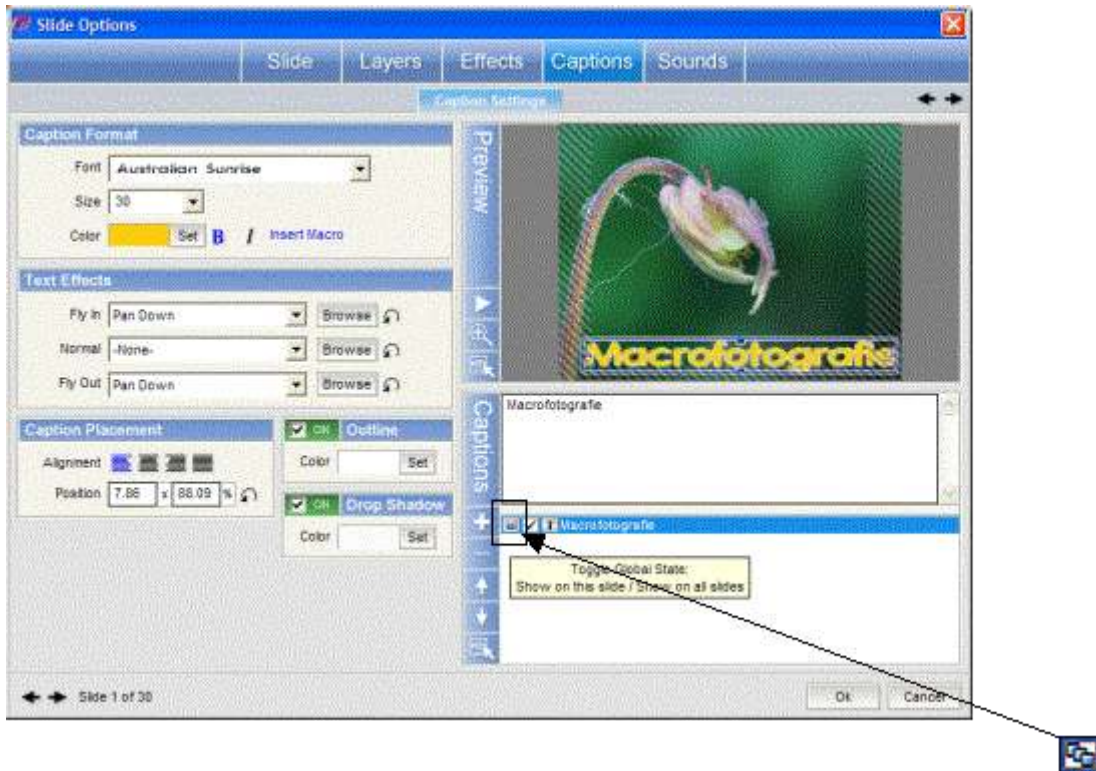 Slide Options
Slide Layers Effects Captions Sounds
Caption Settings
Caption Format
Font Australian Sunrise
Size 30
Color Set B I Insert Macro
Text Effects
Fly In Pan Down Browse
Normal -None- Browse
Fly Out Pan Down Browse
Caption Placement
Alignment
Position 7.86 x 88.09 %
ON Outline
Color Set
ON Drop Shadow
Color Set
Preview
Macrofotografie
Captions
Macrofotografie
T Macrofotografie
Toggle Global State:
Show on this slide / Show on all slides
Slide 1 of 30
Ok Cancel